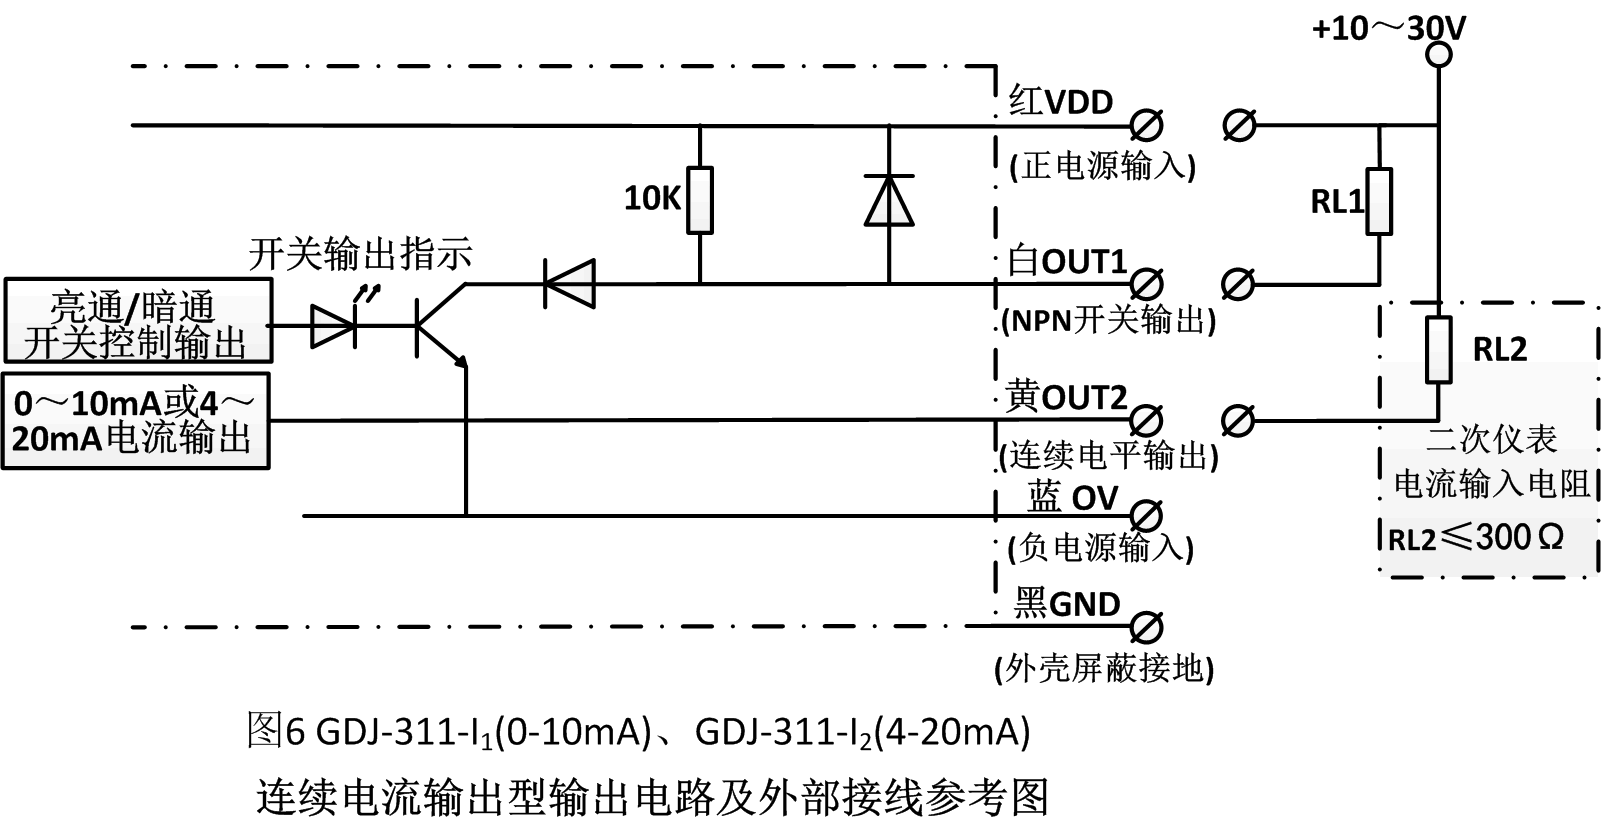 +10～30V
红VDD
(正电源输入)
10K
RL1
开关输出指示
白OUT1
亮通/暗通
开关控制输出
(NPN开关输出)
RL2
0～10mA或4～
20mA电流输出
黄OUT2
(连续电平输出)
二次仪表
电流输入电阻
RL2≤300Ω
蓝 OV
(负电源输入)
黑GND
(外壳屏蔽接地)
图6 GDJ-311-I₁(0-10mA)、GDJ-311-I₂(4-20mA)
连续电流输出型输出电路及外部接线参考图